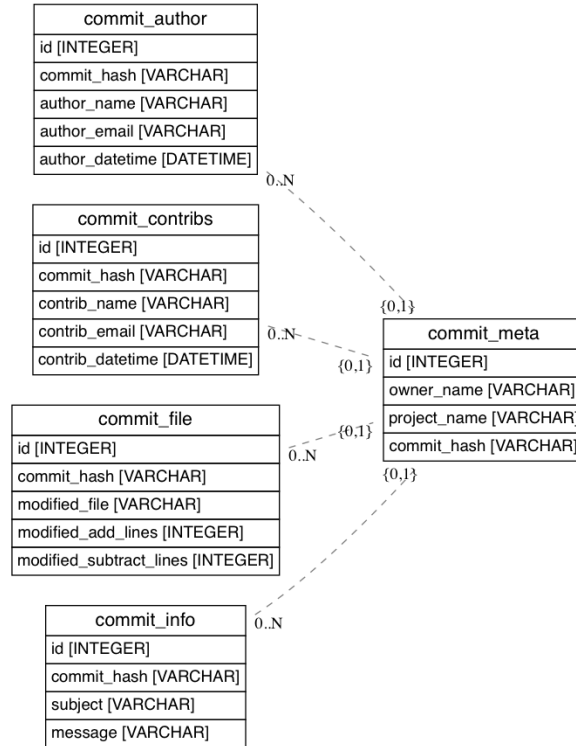 commit_author
id [INTEGER]
commit_hash [VARCHAR]
author_name [VARCHAR]
author_email [VARCHAR]
author_datetime [DATETIME]
0..N
commit_contribs
id [INTEGER]
commit_hash [VARCHAR]
contrib_name [VARCHAR]
contrib_email [VARCHAR]
contrib_datetime [DATETIME]
0..N
{0,1}
{0,1}
commit_meta
id [INTEGER]
owner_name [VARCHAR]
project_name [VARCHAR]
commit_hash [VARCHAR]
{0,1}
{0,1}
commit_file
id [INTEGER]
commit_hash [VARCHAR]
modified_file [VARCHAR]
modified_add_lines [INTEGER]
modified_subtract_lines [INTEGER]
0..N
commit_info
id [INTEGER]
commit_hash [VARCHAR]
subject [VARCHAR]
message [VARCHAR]
0..N